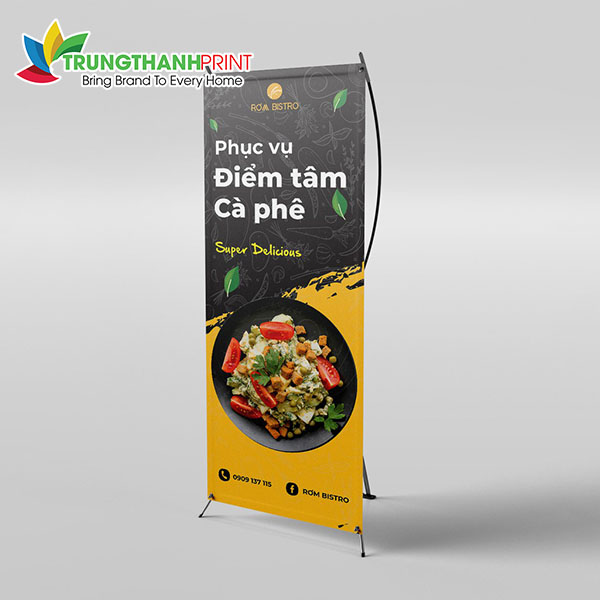 TRUNGTHANHPRINT
Bring Brand To Every Home
RƠM BISTRO
Phục vụ
Điểm tâm
Cà phê
Super Delicious
0909 137 115
RƠM BISTRO